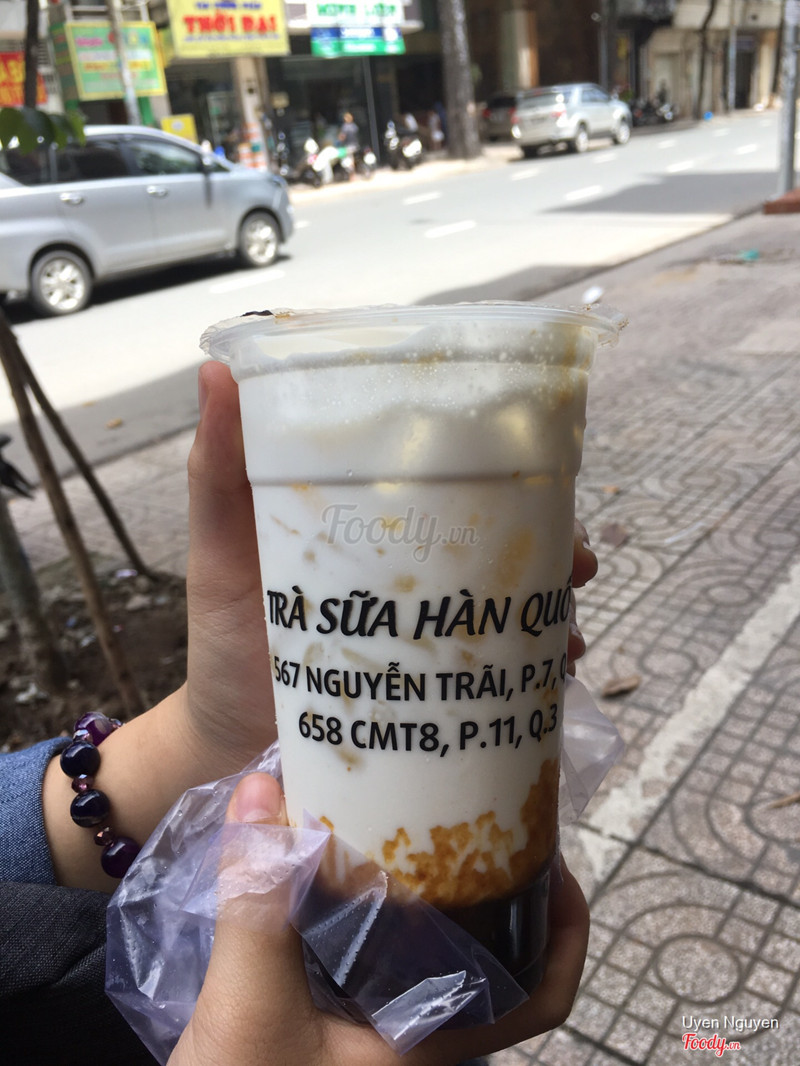 THỜI ĐẠI
Foody.vn
TRÀ SỮA HÀN QUỐ
567 NGUYỄN TRÃI, P.7, Q
658 CMT8, P.11, Q.3
Uyen Nguyen
Foody.vn